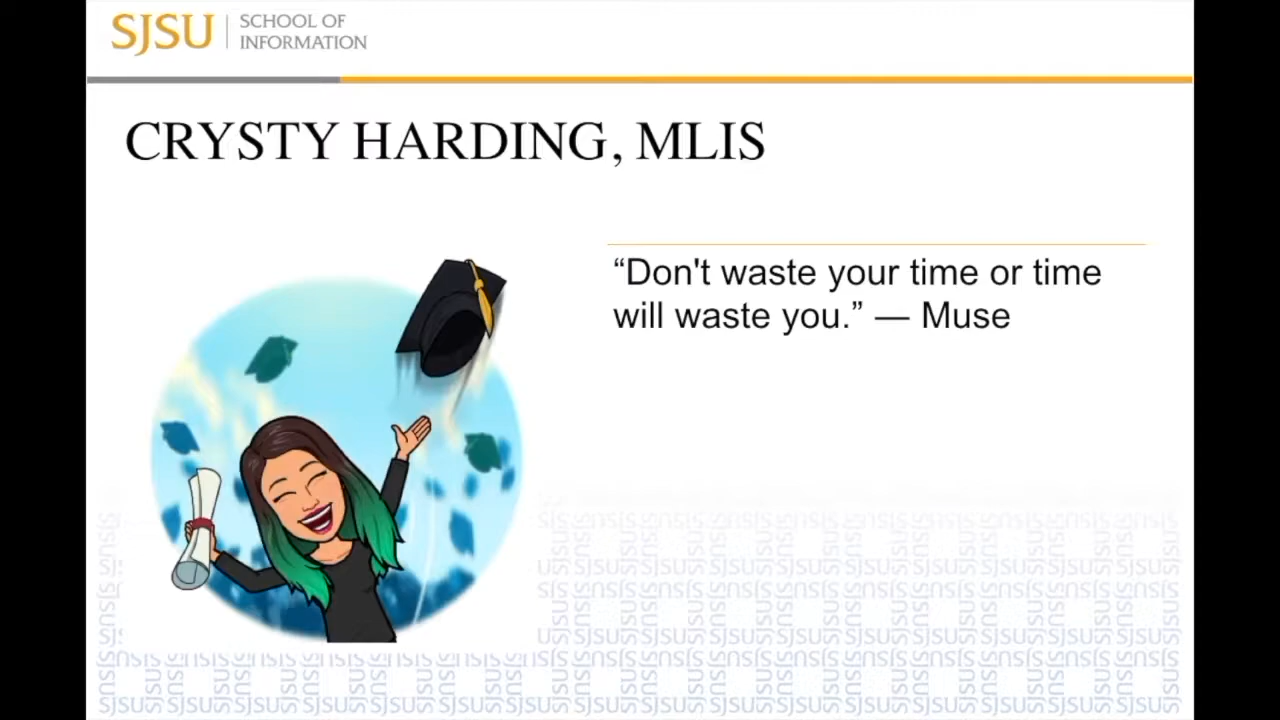 SJSU
SCHOOL OF
INFORMATION
CRYSTY HARDING, MLIS
“Don't waste your time or time
will waste you.” — Muse